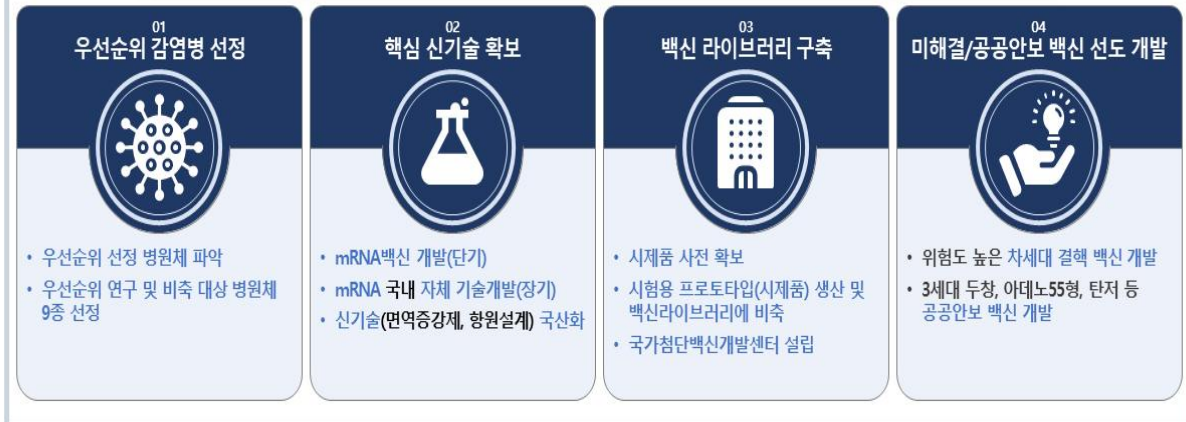 01
우선순위 감염병 선정
• 우선순위 선정 병원체 파악
• 우선순위 연구 및 비축 대상 병원체
9종 선정
02
핵심 신기술 확보
• mRNA백신 개발(단기)
• mRNA 국내 자체 기술개발(장기)
• 신기술(면역증강제, 항원설계) 국산화
03
백신 라이브러리 구축
• 시제품 사전 확보
• 시험용 프로토타입(시제품) 생산 및
백신라이브러리에 비축
• 국가첨단백신개발센터 설립
04
미해결/공공안보 백신 선도 개발
• 위험도 높은 차세대 결핵 백신 개발
• 3세대 두창, 아데노55형, 탄저 등
공공안보 백신 개발